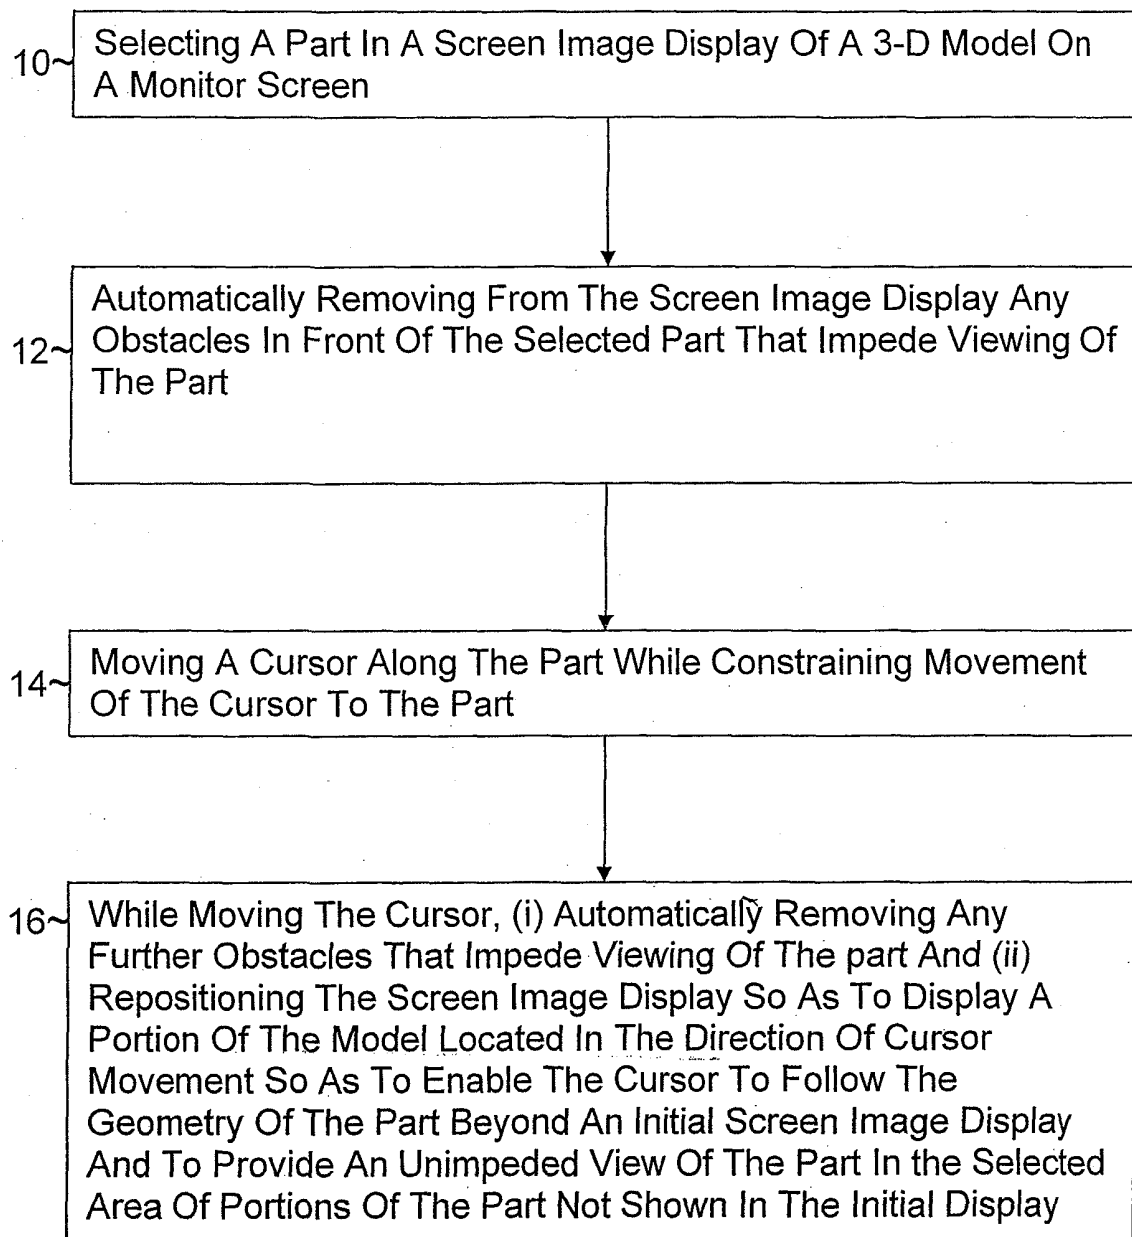 10~ Selecting A Part In A Screen Image Display Of A 3-D Model On
A Monitor Screen
Automatically Removing From The Screen Image Display Any
12~ Obstacles In Front Of The Selected Part That Impede Viewing Of
The Part
Moving A Cursor Along The Part While Constraining Movement
14~ Of The Cursor To The Part
16~ While Moving The Cursor, (i) Automatically Removing Any
Further Obstacles That Impede Viewing Of The part And (ii)
Repositioning The Screen Image Display So As To Display A
Portion Of The Model Located In The Direction Of Cursor
Movement So As To Enable The Cursor To Follow The
Geometry Of The Part Beyond An Initial Screen Image Display
And To Provide An Unimpeded View Of The Part In the Selected
Area Of Portions Of The Part Not Shown In The Initial Display